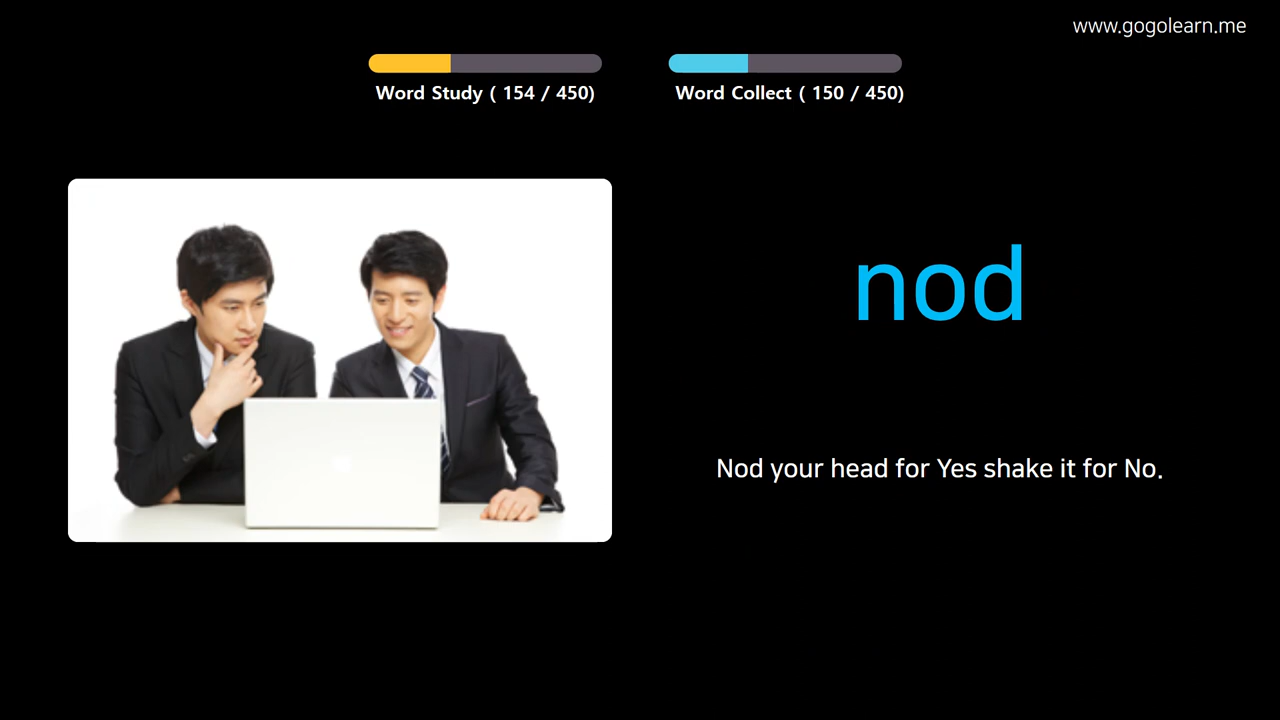 www.gogolearn.me
Word Study ( 154 / 450)
Word Collect ( 150 / 450)
nod
Nod your head for Yes shake it for No.